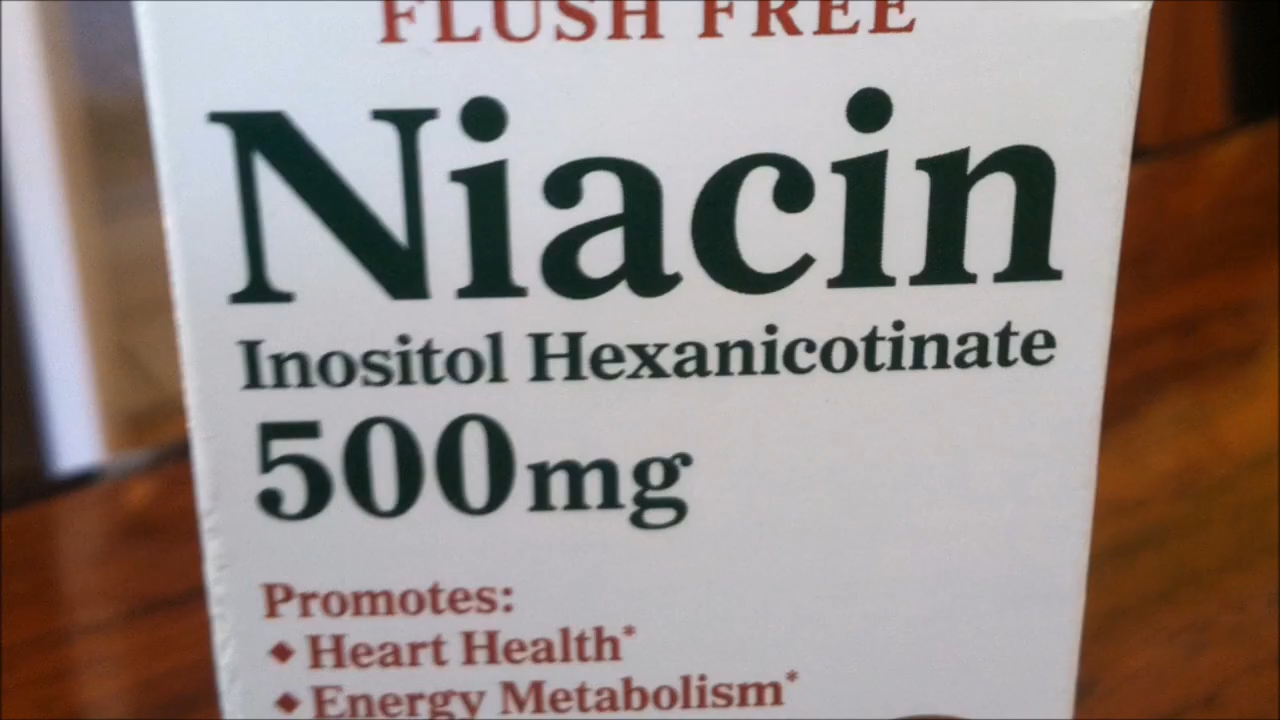 FLUSH FREE
Niacin
Inositol Hexanicotinate
500mg
Promotes:
◆ Heart Health*
◆ Energy Metabolism*